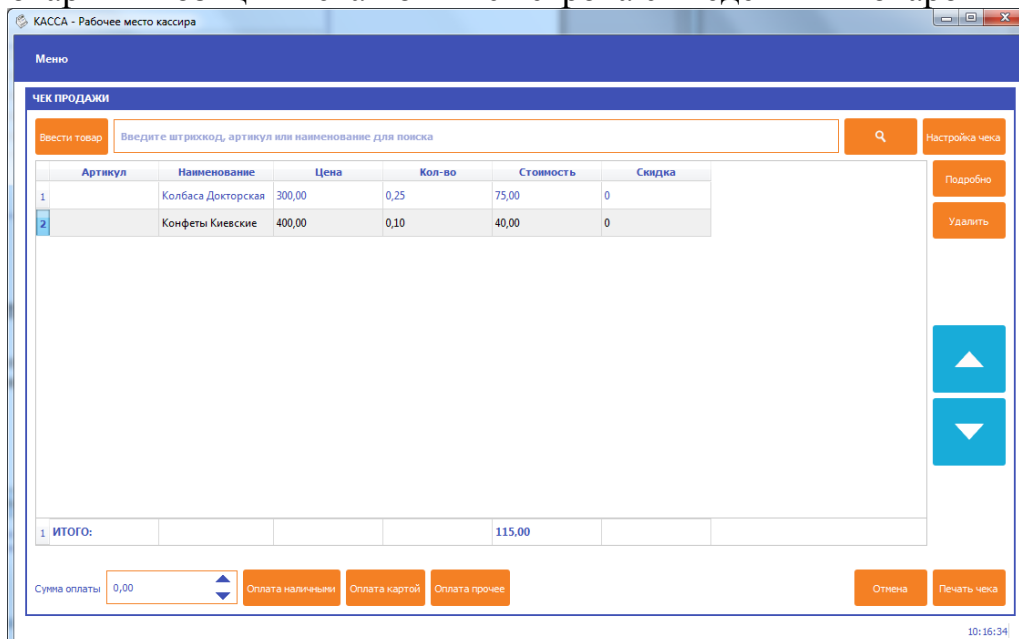 КАССА - Рабочее место кассира
Меню
ЧЕК ПРОДАЖИ
Ввести товар Введите штрихкод, артикул или наименование для поиска Настройка чека
Артикул Наименование Цена Кол-во Стоимость Скидка
Подробно
1 Колбаса Докторская 300,00 0,25 75,00 0
2 Конфеты Киевские 400,00 0,10 40,00 0
Удалить
1 ИТОГО: 115,00
Сумма оплаты 0,00 Оплата наличными Оплата картой Оплата прочее Отмена Печать чека
10:16:34